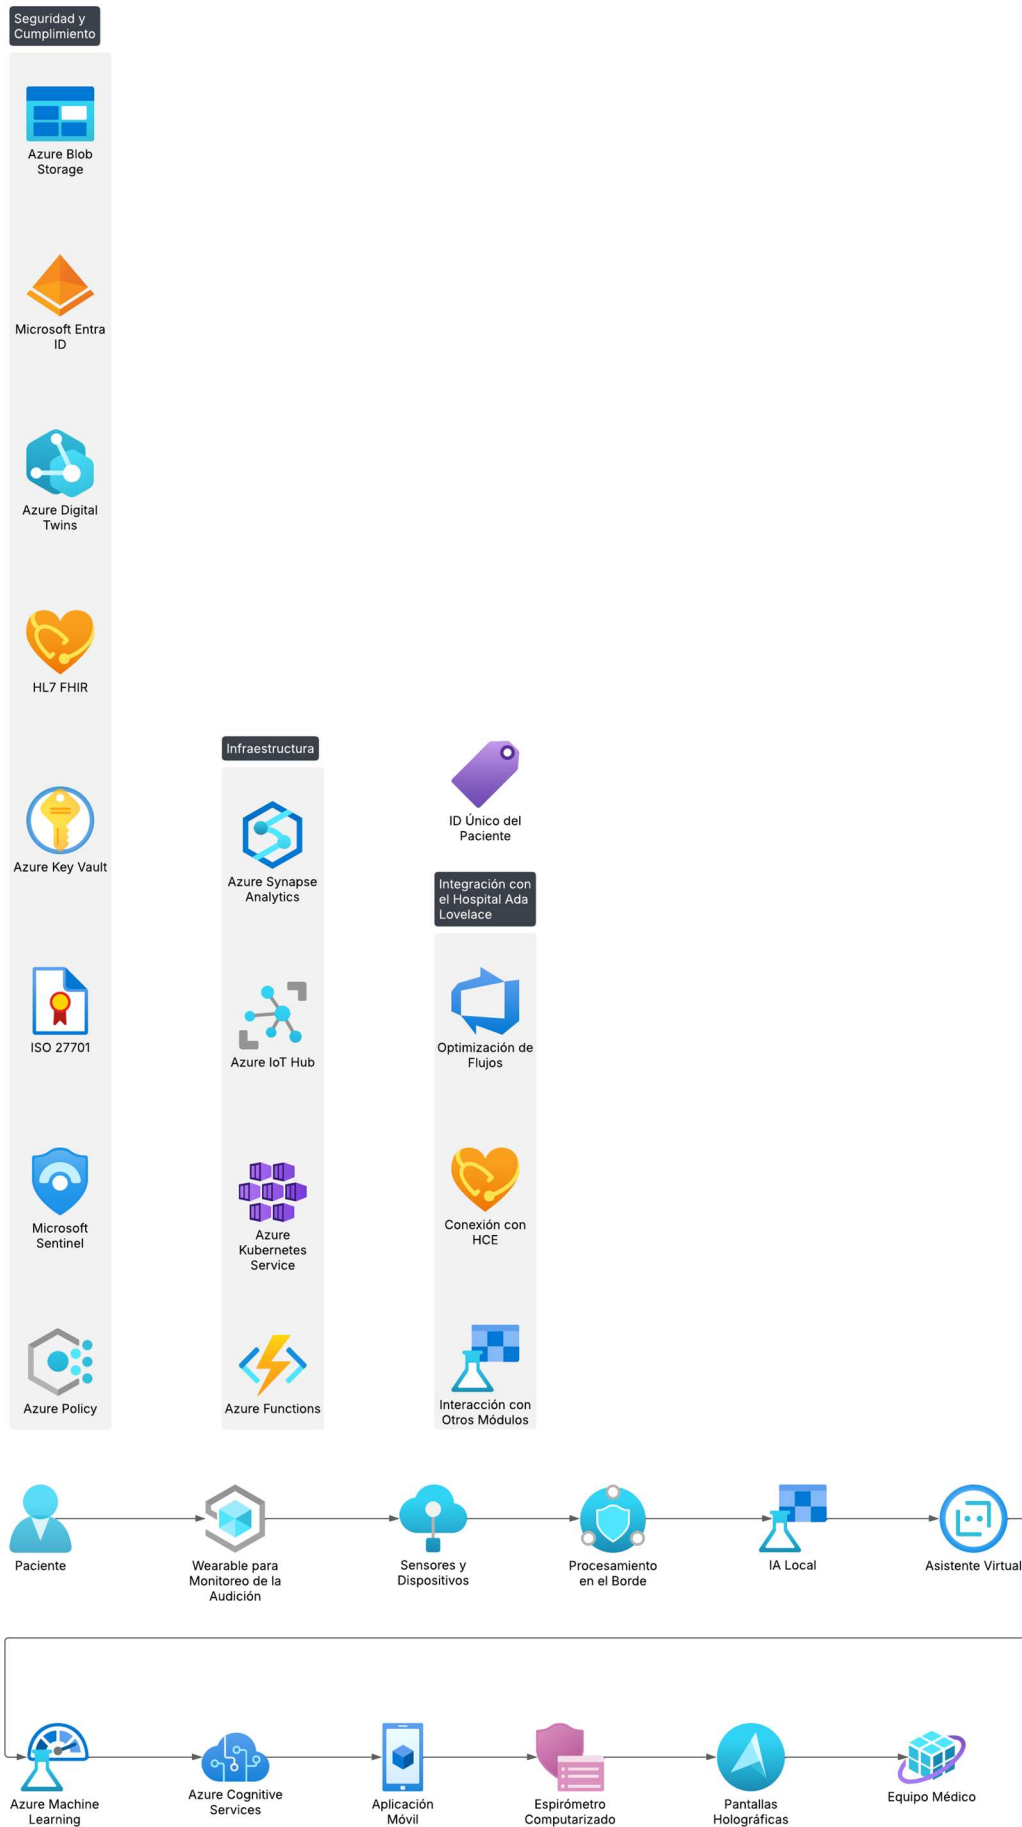 Seguridad y
Cumplimiento
Azure Blob
Storage
Microsoft Entra
ID
Azure Digital
Twins
HL7 FHIR
Azure Key Vault
ISO 27701
Microsoft
Sentinel
Azure Policy
Infraestructura
Azure Synapse
Analytics
Azure IoT Hub
Azure
Kubernetes
Service
Azure Functions
ID Único del
Paciente
Integración con
el Hospital Ada
Lovelace
Optimización de
Flujos
Conexión con
HCE
Interacción con
Otros Módulos
Paciente
Wearable para
Monitoreo de la
Audición
Sensores y
Dispositivos
Procesamiento
en el Borde
IA Local
Asistente Virtual
Azure Machine
Learning
Azure Cognitive
Services
Aplicación
Móvil
Espirómetro
Computarizado
Pantallas
Holográficas
Equipo Médico